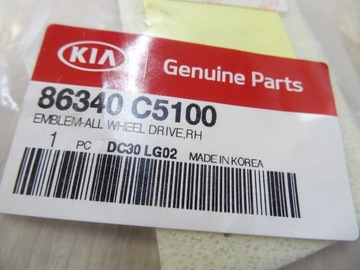 KIA Genuine Parts
86340 C5100
EMBLEM-ALL WHEEL DRIVE,RH
1 PC DC30 LG02 MADE IN KOREA